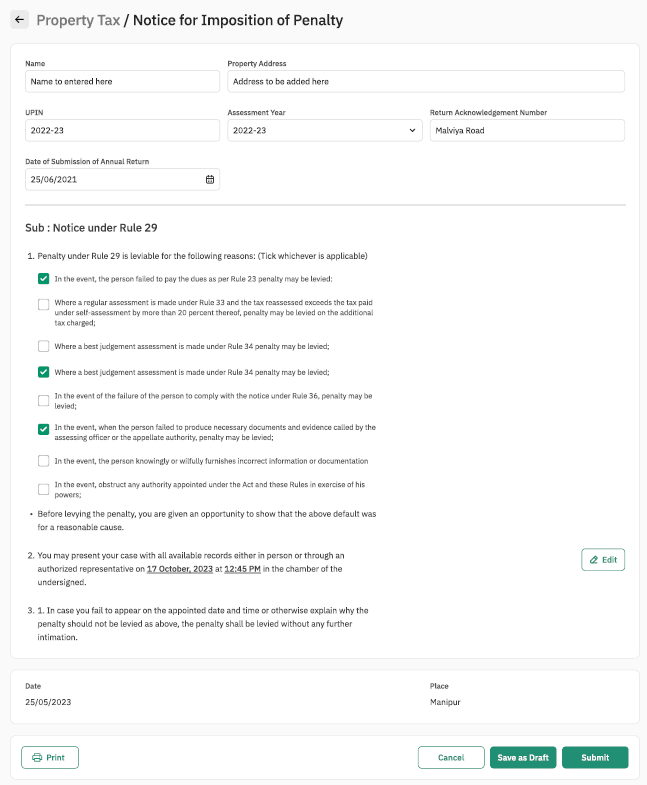 Property Tax / Notice for Imposition of Penalty
Name
Property Address
Name to entered here
Address to be added here
UPIN
Assessment Year
Return Acknowledgement Number
2022-23
2022-23
Malviya Road
Date of Submission of Annual Return
25/06/2021
Sub : Notice under Rule 29
1. Penalty under Rule 29 is leviable for the following reasons: (Tick whichever is applicable)
In the event, the person failed to pay the dues as per Rule 23 penalty may be levied:
Where a regular assessment is made under Rule 33 and the tax reassessed exceeds the tax paid
under self-assessment by more than 20 percent thereof, penalty may be levied on the additional
tax charged;
Where a best judgement assessment is made under Rule 34 penalty may be levied;
Where a best judgement assessment is made under Rule 34 penalty may be levied;
In the event of the failure of the person to comply with the notice under Rule 36, penalty may be
levied;
In the event, when the person failed to produce necessary documents and evidence called by the
assessing officer or the appellate authority, penalty may be levied;
In the event, the person knowingly or wilfully furnishes incorrect information or documentation
In the event, obstruct any authority appointed under the Act and these Rules in exercise of his
powers;
• Before levying the penalty, you are given an opportunity to show that the above default was
for a reasonable cause.
2. You may present your case with all available records either in person or through an
authorized representative on 17 October, 2023 at 12:45 PM in the chamber of the
undersigned.
Edit
3. 1. In case you fail to appear on the appointed date and time or otherwise explain why the
penalty should not be levied as above, the penalty shall be levied without any further
intimation.
Date
Place
25/05/2023
Manipur
Print
Cancel
Save as Draft
Submit